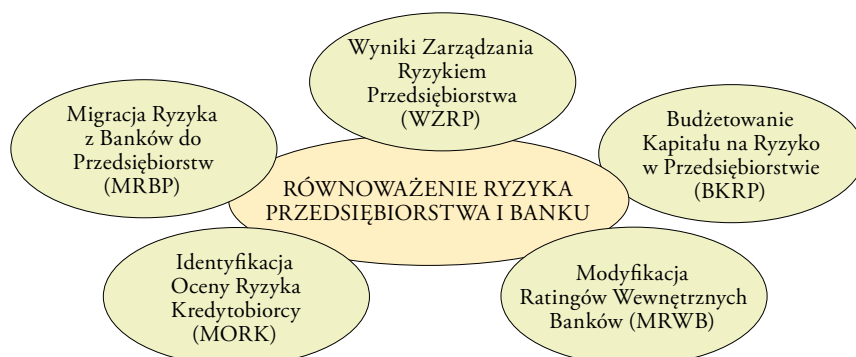 Wyniki Zarządzania
Ryzykiem
Przedsiębiorstwa
(WZRP)
Migracja Ryzyka
z Banków do
Przedsiębiorstw
(MRBP)
Budżetowanie
Kapitału na Ryzyko
w Przedsiębiorstwie
(BKRP)
RÓWNOWAŻENIE RYZYKA
PRZEDSIĘBIORSTWA I BANKU
Identyfikacja
Oceny Ryzyka
Kredytobiorcy
(MORK)
Modyfikacja
Ratingów Wewnętrznych
Banków (MRWB)